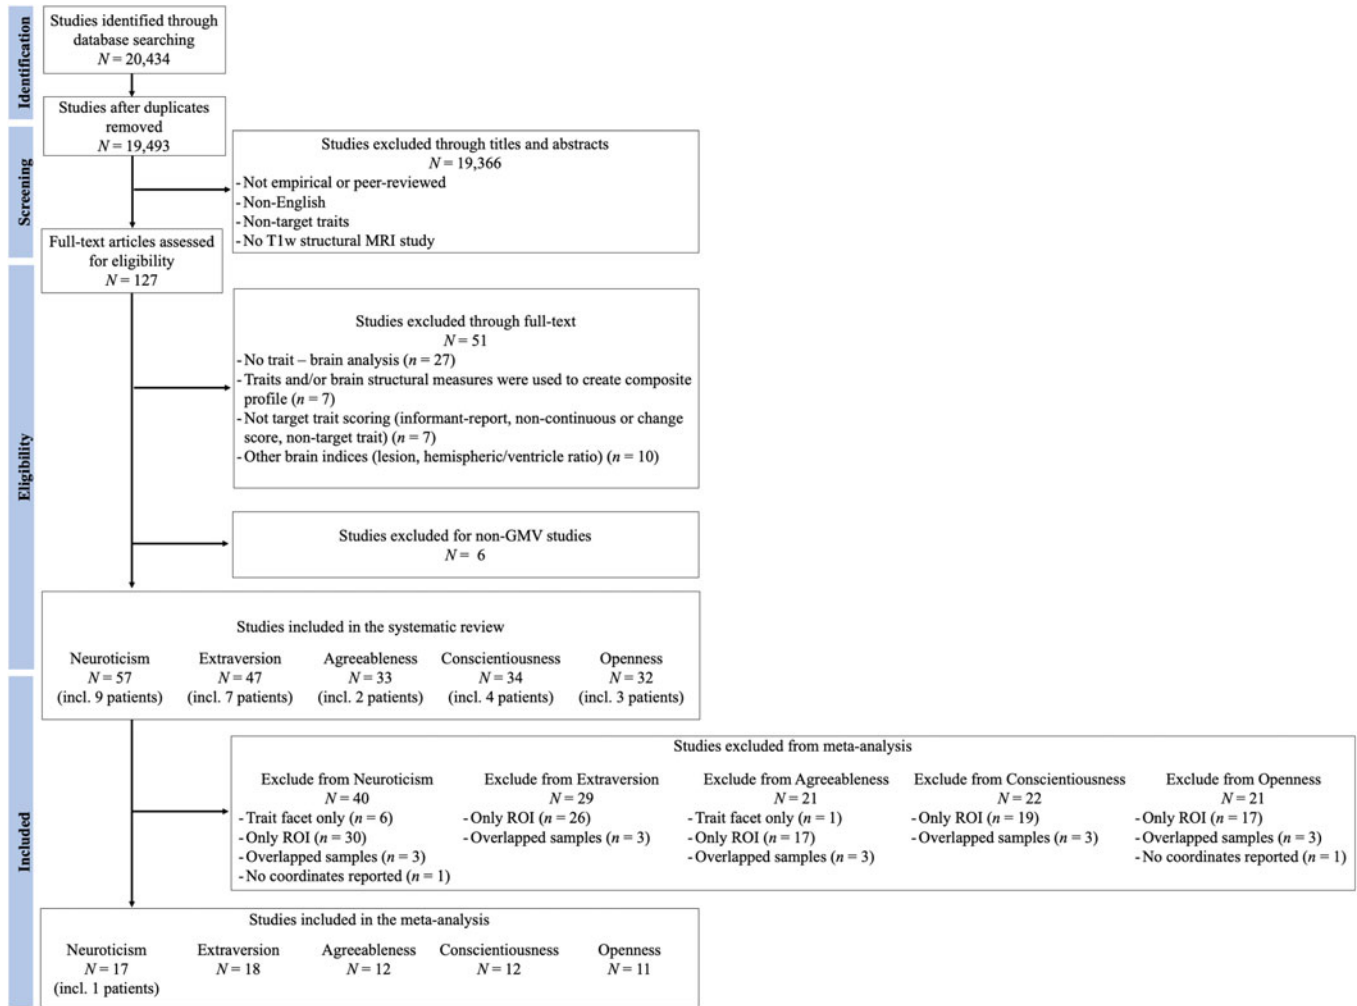 Identification
Studies identified through
database searching
N = 20,434
Studies after duplicates
removed
N = 19,493
Screening
Studies excluded through titles and abstracts
N = 19,366
- Not empirical or peer-reviewed
- Non-English
- Non-target traits
- No T1w structural MRI study
Full-text articles assessed
for eligibility
N = 127
Eligibility
Studies excluded through full-text
N = 51
- No trait – brain analysis (n = 27)
- Traits and/or brain structural measures were used to create composite
profile (n = 7)
- Not target trait scoring (informant-report, non-continuous or change
score, non-target trait) (n = 7)
- Other brain indices (lesion, hemispheric/ventricle ratio) (n = 10)
Studies excluded for non-GMV studies
N = 6
Studies included in the systematic review
Neuroticism Extraversion Agreeableness Conscientiousness Openness
N = 57 N = 47 N = 33 N = 34 N = 32
(incl. 9 patients) (incl. 7 patients) (incl. 2 patients) (incl. 4 patients) (incl. 3 patients)
Included
Studies excluded from meta-analysis
Exclude from Neuroticism
N = 40
- Trait facet only (n = 6)
- Only ROI (n = 30)
- Overlapped samples (n = 3)
- No coordinates reported (n = 1)
Exclude from Extraversion
N = 29
- Only ROI (n = 26)
- Overlapped samples (n = 3)
Exclude from Agreeableness
N = 21
- Trait facet only (n = 1)
- Only ROI (n = 17)
- Overlapped samples (n = 3)
Exclude from Conscientiousness
N = 22
- Only ROI (n = 19)
- Overlapped samples (n = 3)
Exclude from Openness
N = 21
- Only ROI (n = 17)
- Overlapped samples (n = 3)
- No coordinates reported (n = 1)
Studies included in the meta-analysis
Neuroticism Extraversion Agreeableness Conscientiousness Openness
N = 17 N = 18 N = 12 N = 12 N = 11
(incl. 1 patients)